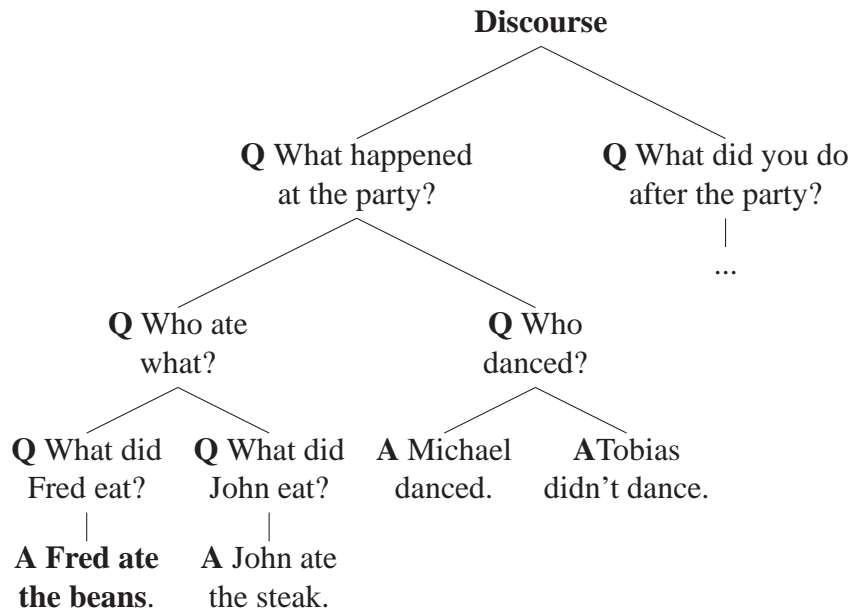 Discourse
Q What happened
at the party?
Q What did you do
after the party?
...
Q Who ate
what?
Q Who
danced?
Q What did
Fred eat?
Q What did
John eat?
A Michael
danced.
ATobias
didn't dance.
A Fred ate
the beans.
A John ate
the steak.